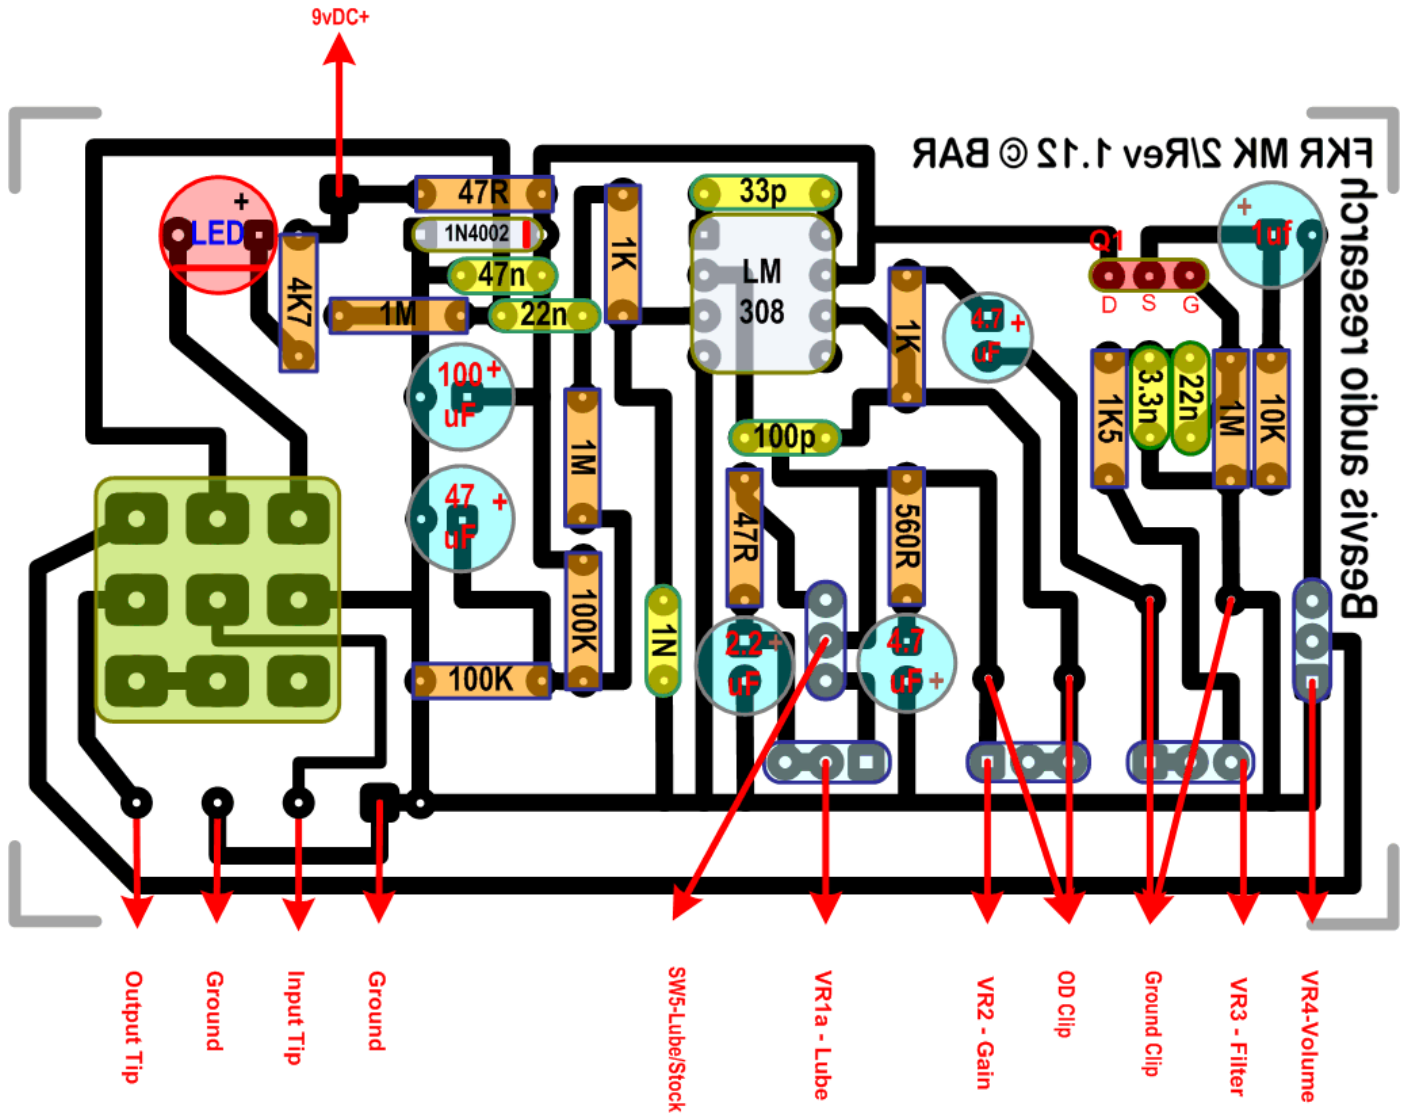 9vDC+
FKR MK 2/Rev 1.12 © BAR
Beavis audio research
+
LED
47R
1N4002
47n
1M
22n
4K7
1K
33p
LM
308
Q1
D
S
G
+
1uf
1K
4.7 +
uF
100 +
uF
1M
100p
1K5
3.3n
22n
1M
10K
47 +
uF
47R
560R
100K
1N
100K
2.2 +
uF
4.7
uF +
Output Tip
Ground
Input Tip
Ground
SW5-Lube/Stock
VR1a - Lube
VR2 - Gain
OD Clip
Ground Clip
VR3 - Filter
VR4-Volume